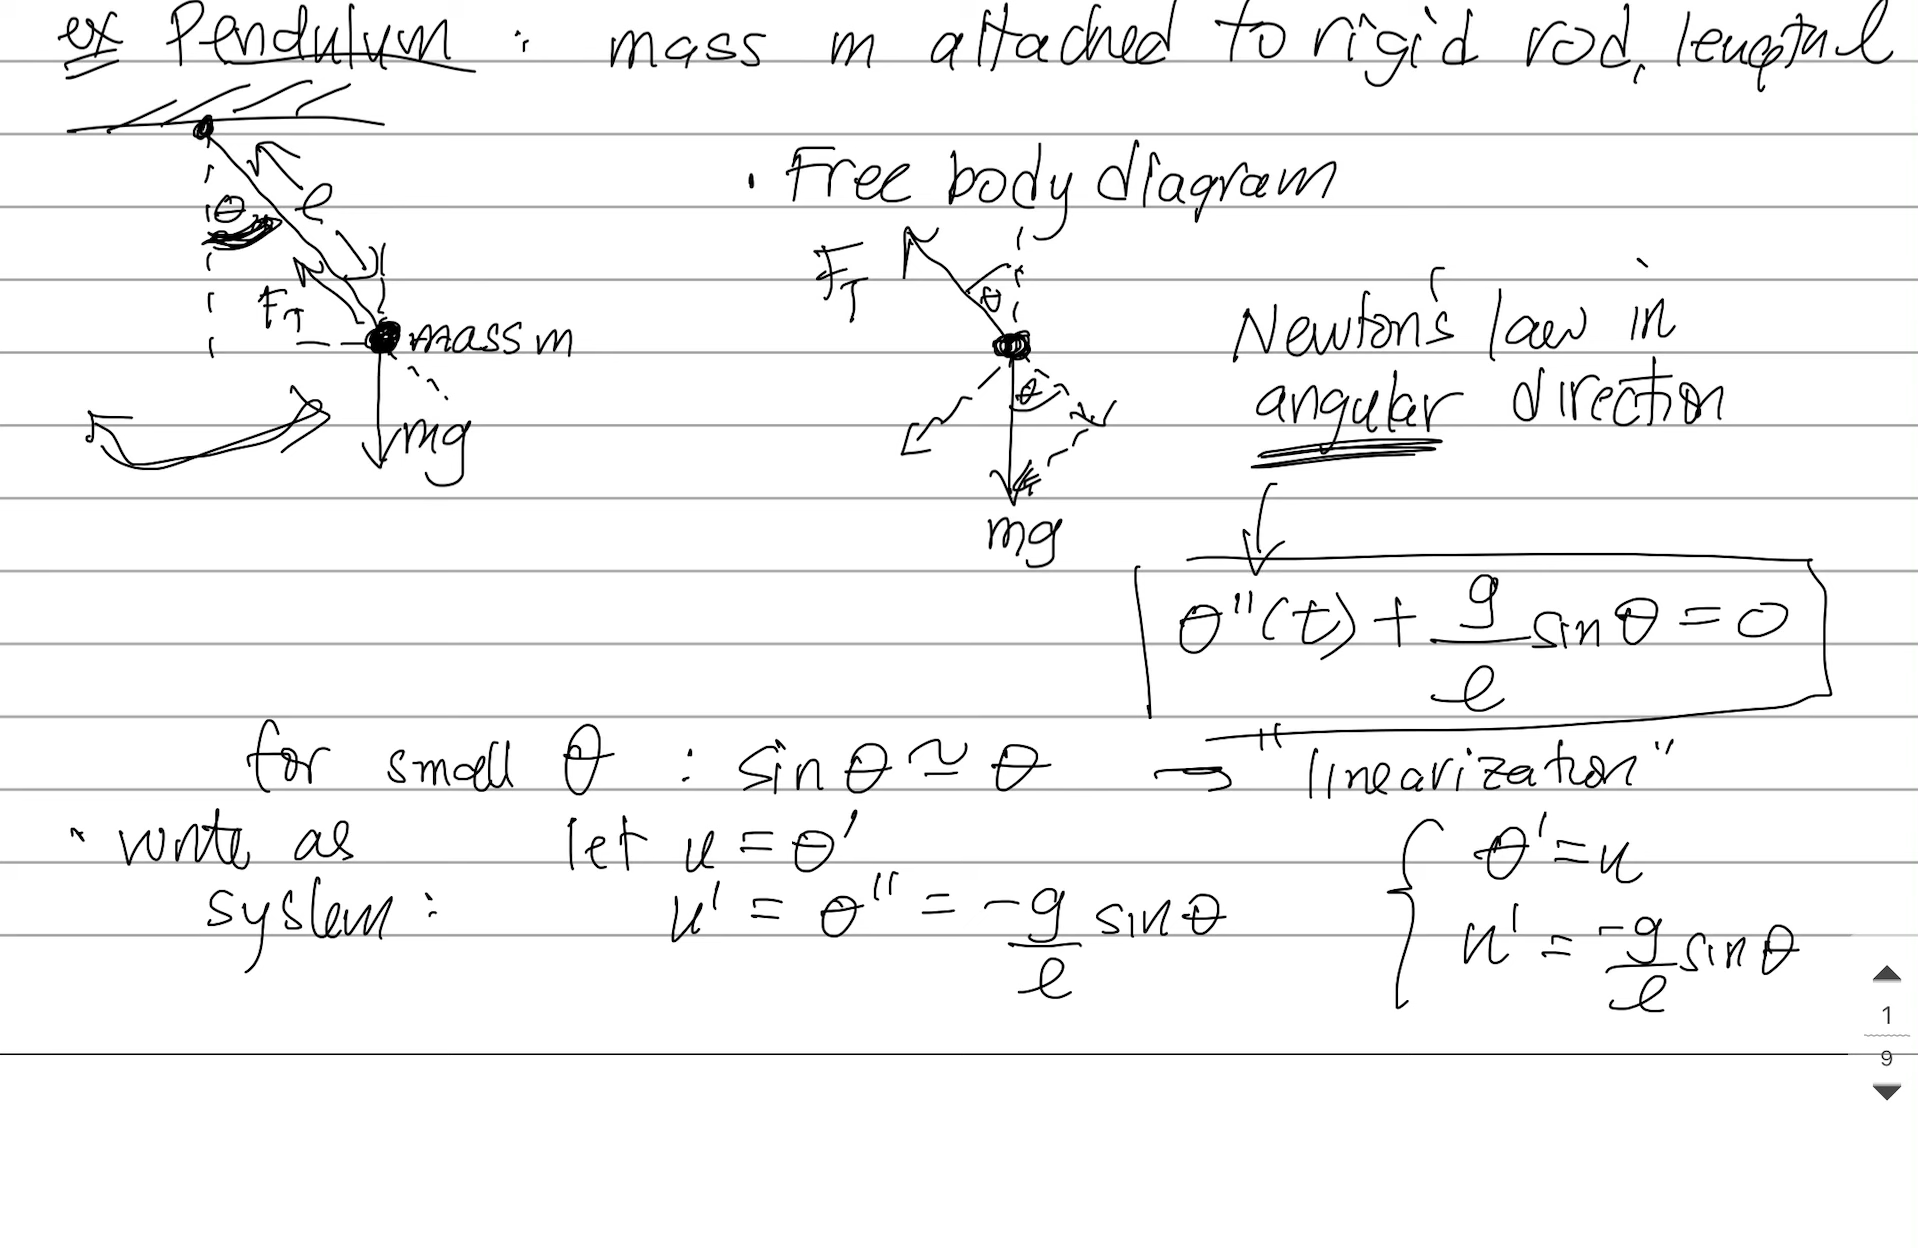 ex Pendulum : mass m attached to rigid rod, length l
· Free body diagram
θ l
F_T
mass m
mg
F_T
θ
θ
mg
Newton's law in
angular direction
θ''(t) + g/l sin θ = 0
for small θ : sin θ ≃ θ → "linearization"
· write as let u = θ'
system: u' = θ'' = -g/l sin θ
{ θ' = u
u' = -g/l sin θ
1
9